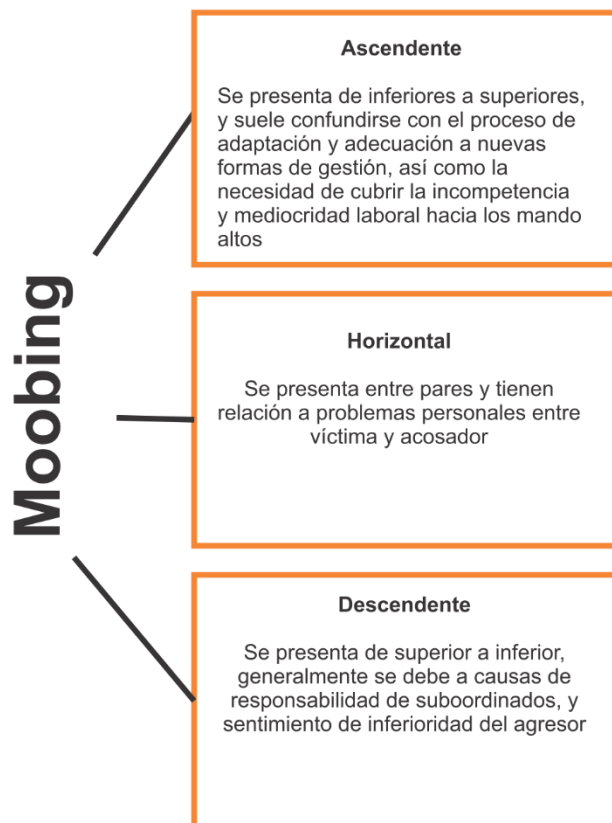 Moobing
Ascendente
Se presenta de inferiores a superiores,
y suele confundirse con el proceso de
adaptación y adecuación a nuevas
formas de gestión, así como la
necesidad de cubrir la incompetencia
y mediocridad laboral hacia los mando
altos
Horizontal
Se presenta entre pares y tienen
relación a problemas personales entre
víctima y acosador
Descendente
Se presenta de superior a inferior,
generalmente se debe a causas de
responsabilidad de suboordinados, y
sentimiento de inferioridad del agresor